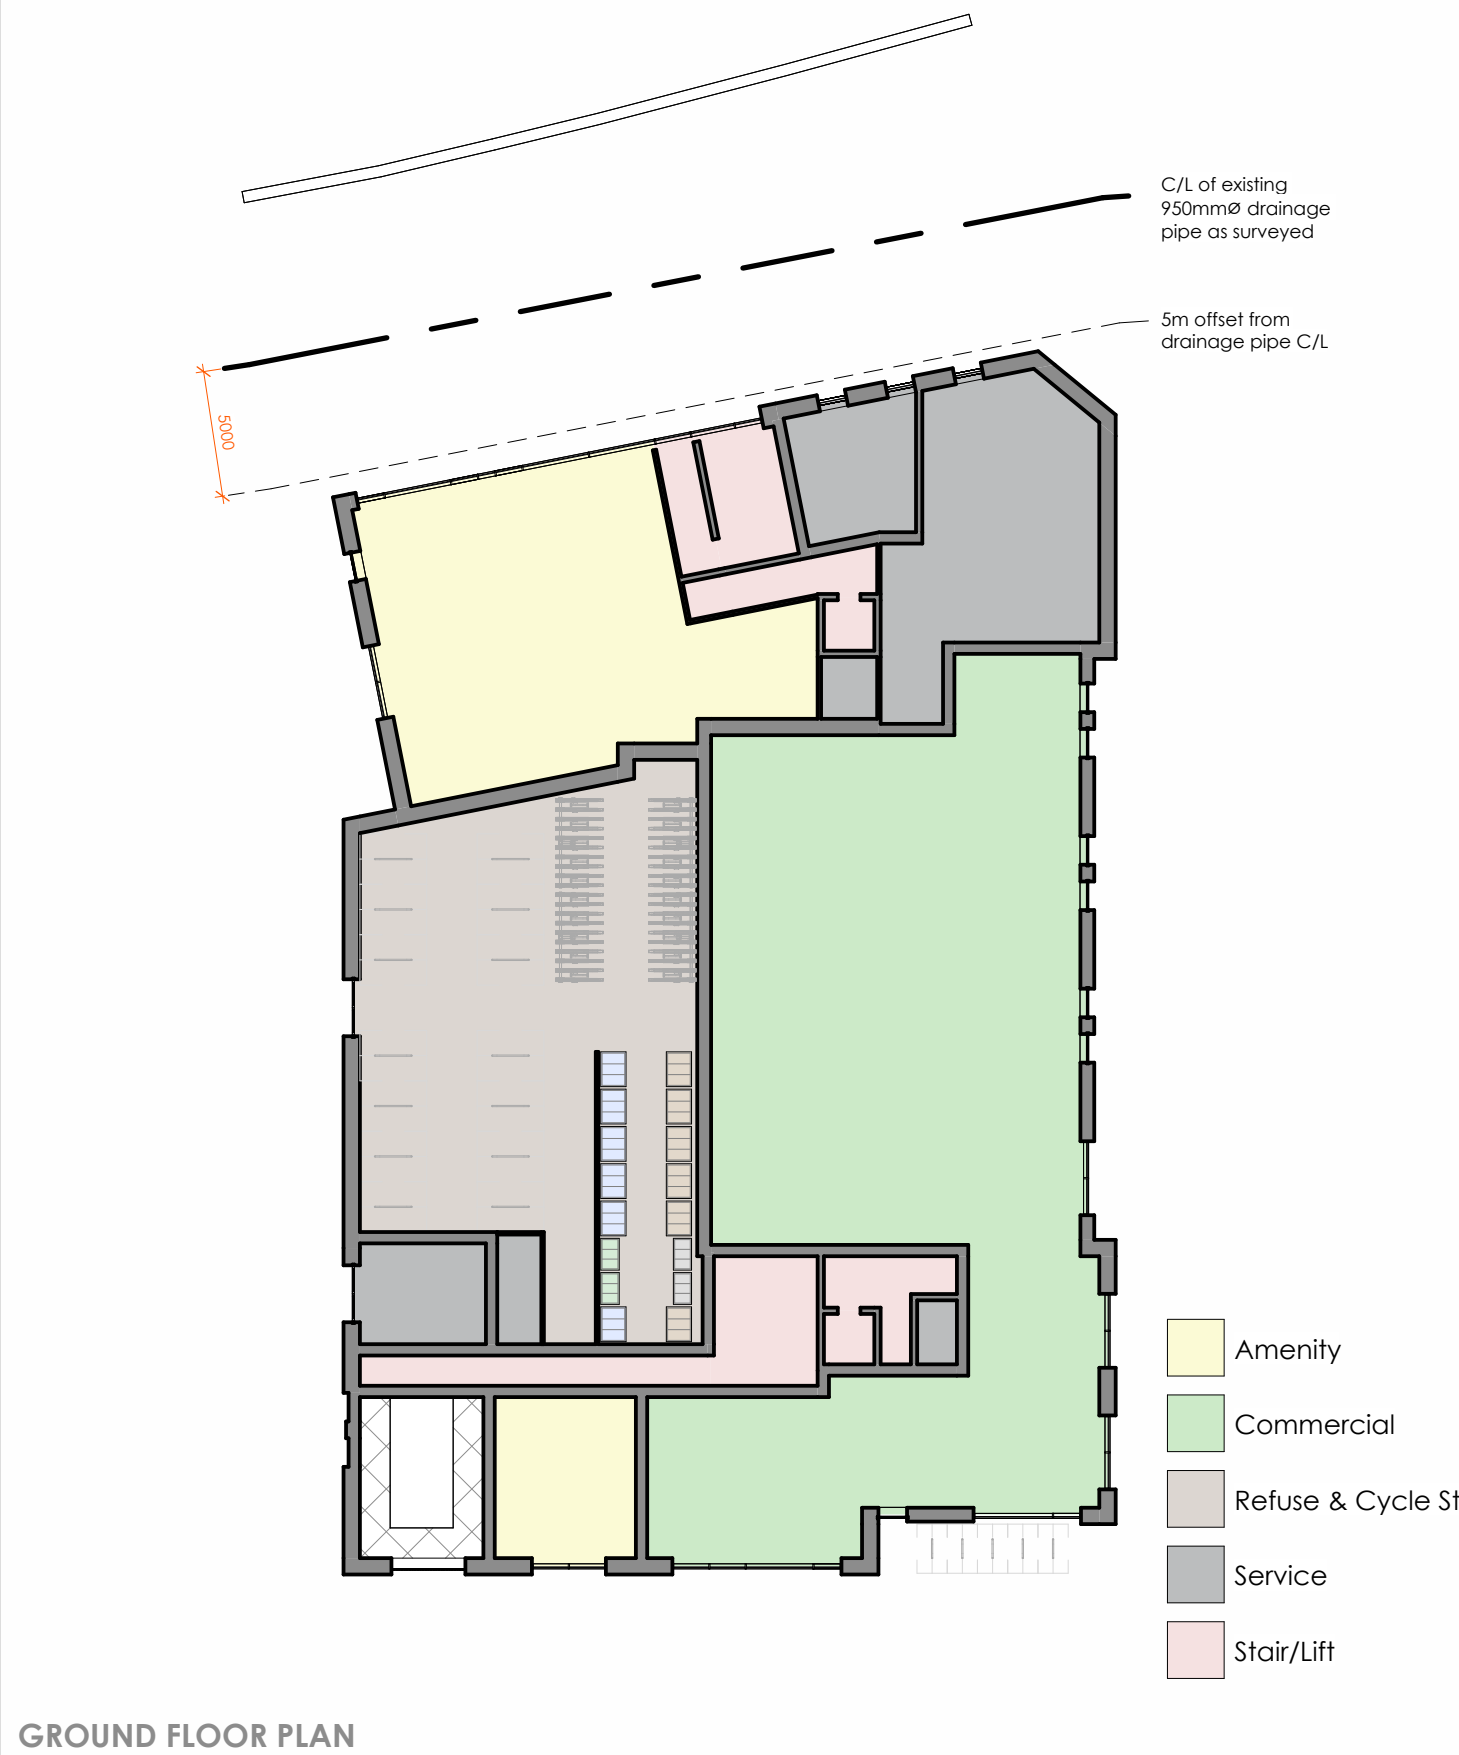 C/L of existing
950mmØ drainage
pipe as surveyed
5m offset from
drainage pipe C/L
5000
Amenity
Commercial
Refuse & Cycle St
Service
Stair/Lift
GROUND FLOOR PLAN